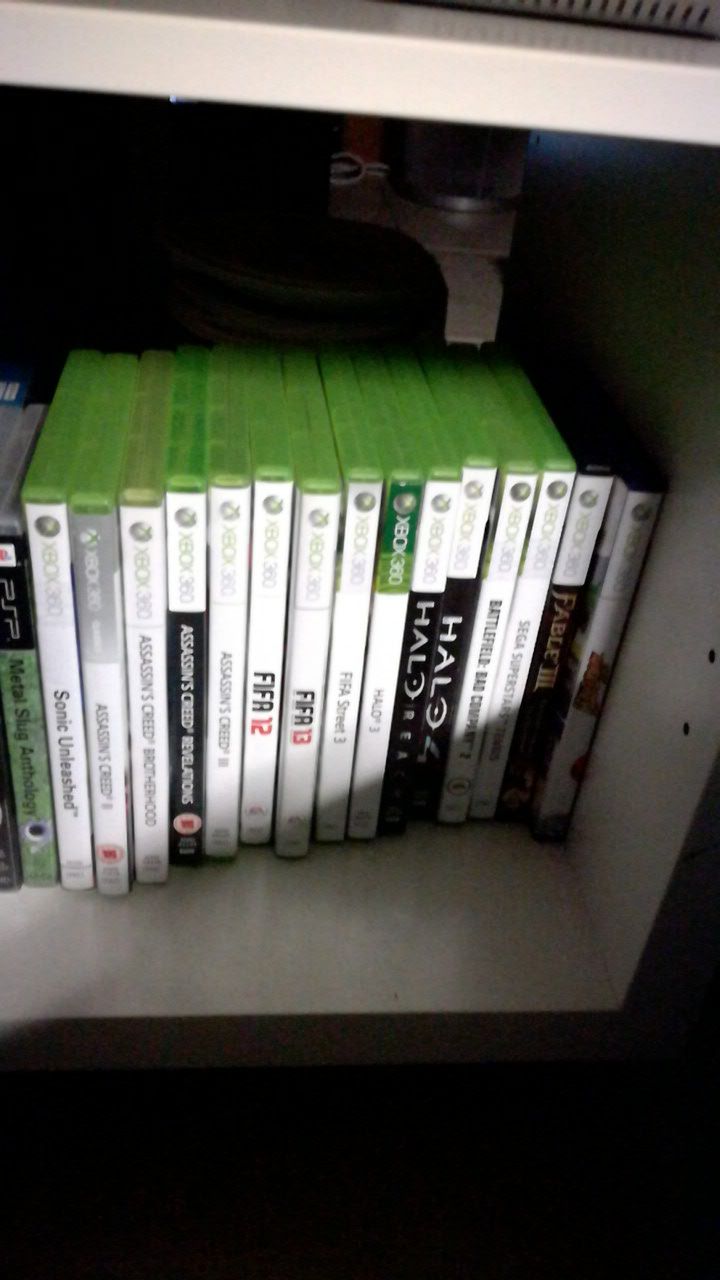 PSP
Metal Slug Anthology
XBOX 360
Sonic Unleashed™
XBOX 360
ASSASSIN'S CREED® II
XBOX 360
ASSASSIN'S CREED® BROTHERHOOD
XBOX 360
ASSASSIN'S CREED® REVELATIONS
XBOX 360
ASSASSIN'S CREED® III
XBOX 360
FIFA 12
XBOX 360
FIFA 13
XBOX 360
FIFA Street 3
XBOX 360
HALO® 3
XBOX 360
HALO REACH
XBOX 360
HALO 4
XBOX 360
BATTLEFIELD: BAD COMPANY 2
XBOX 360
SEGA SUPERSTARS TENNIS
XBOX 360
FABLE III
XBOX 360